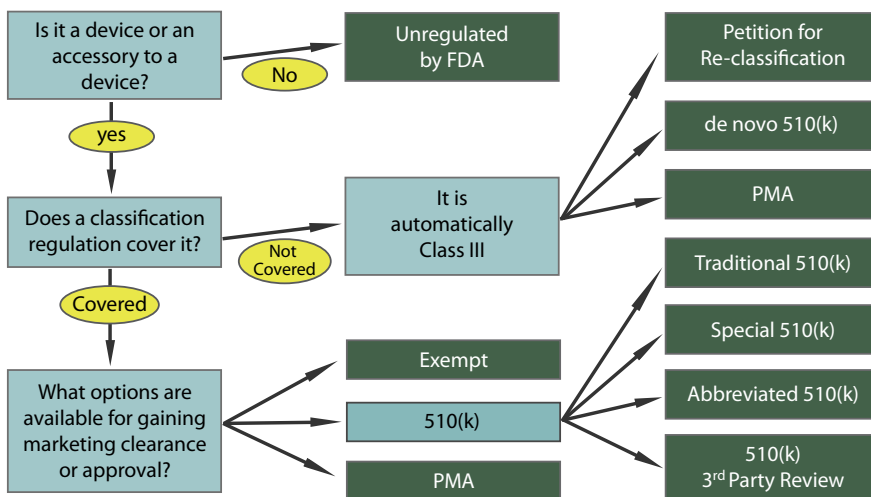 Is it a device or an
accessory to a
device?
No
Unregulated
by FDA
Petition for
Re-classification
yes
de novo 510(k)
PMA
Does a classification
regulation cover it?
Not
Covered
It is
automatically
Class III
Covered
Traditional 510(k)
Special 510(k)
What options are
available for gaining
marketing clearance
or approval?
Exempt
510(k)
PMA
Abbreviated 510(k)
510(k)
3rd Party Review